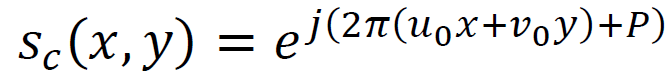 s_c(x, y) = e^{j(2π(u_0x+v_0y)+P)}